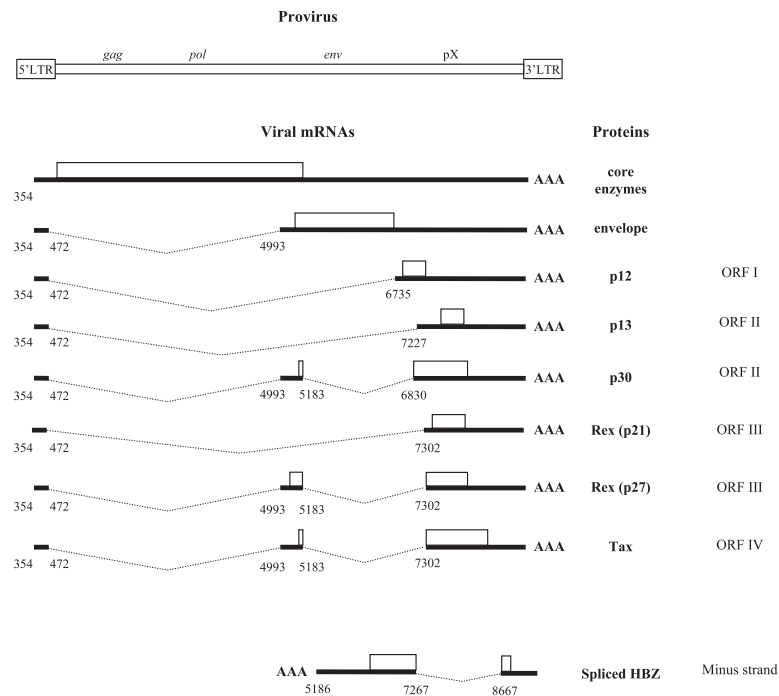 Provirus
gag pol env pX
5'LTR 3'LTR
Viral mRNAs Proteins
354 AAA core enzymes
354 472 4993 AAA envelope
354 472 6735 AAA p12 ORF I
354 472 7227 AAA p13 ORF II
354 472 4993 5183 6830 AAA p30 ORF II
354 472 7302 AAA Rex (p21) ORF III
354 472 4993 5183 7302 AAA Rex (p27) ORF III
354 472 4993 5183 7302 AAA Tax ORF IV
AAA 5186 7267 8667 Spliced HBZ Minus strand